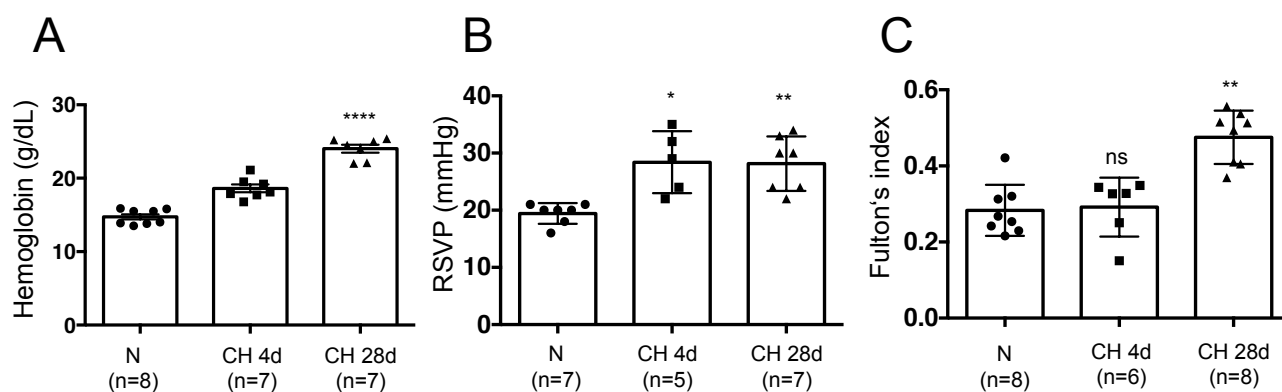 A
Hemoglobin (g/dL)
30
20
10
0
****
N
(n=8)
CH 4d
(n=7)
CH 28d
(n=7)
B
RSVP (mmHg)
40
30
20
10
0
*
**
N
(n=7)
CH 4d
(n=5)
CH 28d
(n=7)
C
Fulton‘s index
0.6
0.4
0.2
0.0
ns
**
N
(n=8)
CH 4d
(n=6)
CH 28d
(n=8)